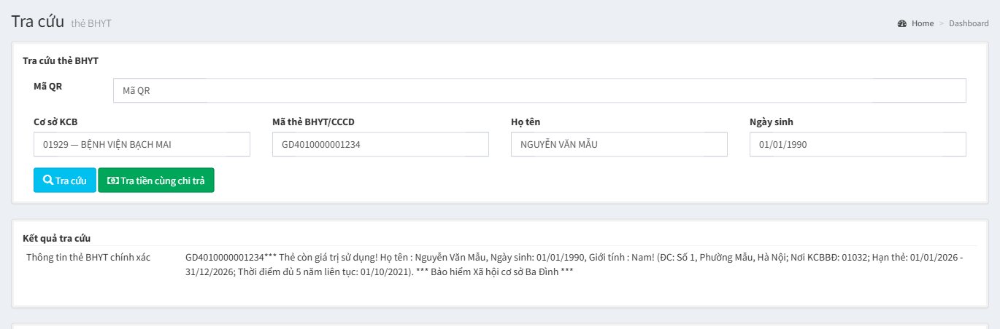 Tra cứu thẻ BHYT
Home > Dashboard
Tra cứu thẻ BHYT
Mã QR
Mã QR
Cơ sở KCB
Mã thẻ BHYT/CCCD
Họ tên
Ngày sinh
01929 — BỆNH VIỆN BẠCH MAI
GD4010000001234
NGUYỄN VĂN MẪU
01/01/1990
Tra cứu
Tra tiền cùng chi trả
Kết quả tra cứu
Thông tin thẻ BHYT chính xác
GD4010000001234*** Thẻ còn giá trị sử dụng! Họ tên : Nguyễn Văn Mẫu, Ngày sinh: 01/01/1990, Giới tính : Nam! (ĐC: Số 1, Phường Mẫu, Hà Nội; Nơi KCBBĐ: 01032; Hạn thẻ: 01/01/2026 -
31/12/2026; Thời điểm đủ 5 năm liên tục: 01/10/2021). *** Bảo hiểm Xã hội cơ sở Ba Đình ***